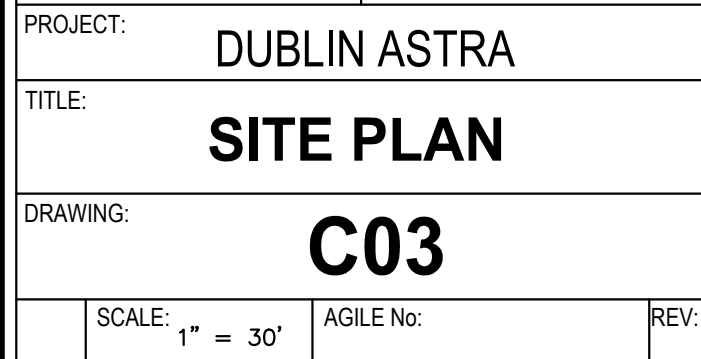 PROJECT:
DUBLIN ASTRA
TITLE:
SITE PLAN
DRAWING:
C03
SCALE: 1" = 30' AGILE No: REV: